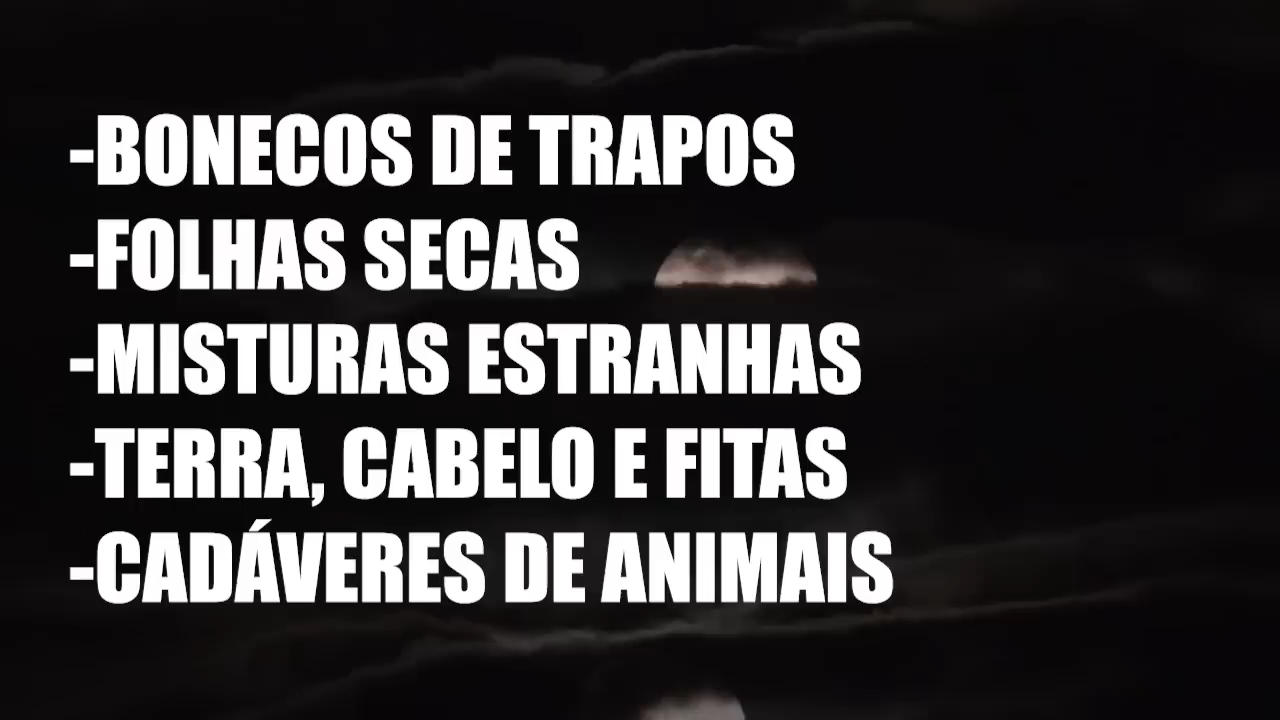 -BONECOS DE TRAPOS
-FOLHAS SECAS
-MISTURAS ESTRANHAS
-TERRA, CABELO E FITAS
-CADÁVERES DE ANIMAIS